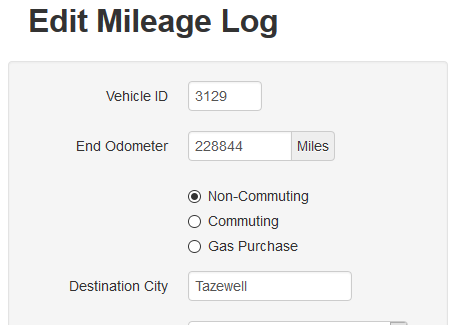 Edit Mileage Log
Vehicle ID 3129
End Odometer 228844 Miles
Non-Commuting
Commuting
Gas Purchase
Destination City Tazewell